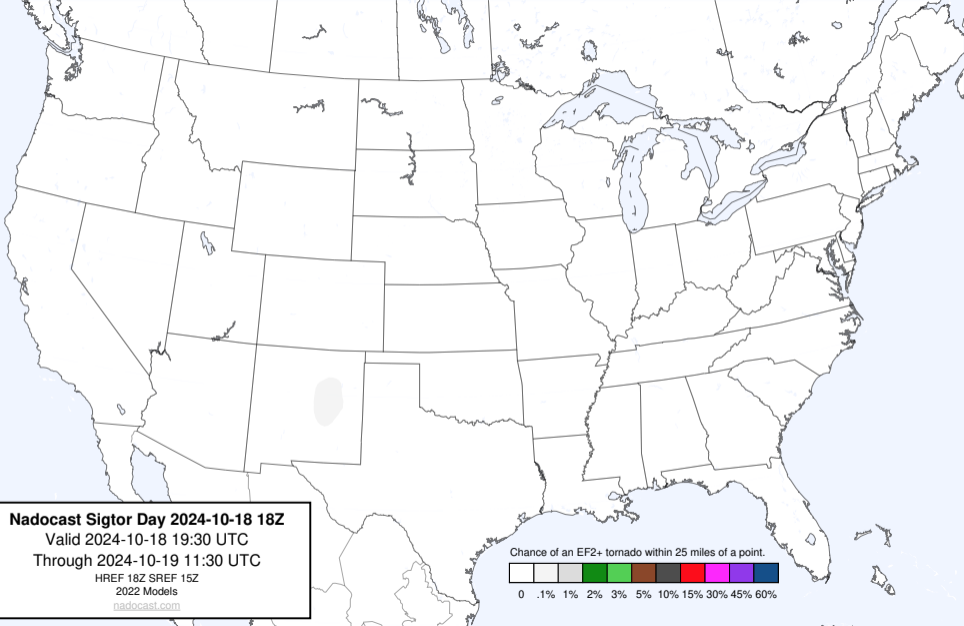 Nadocast Sigtor Day 2024-10-18 18Z
Valid 2024-10-18 19:30 UTC
Through 2024-10-19 11:30 UTC
HREF 18Z SREF 15Z
2022 Models
nadocast.com
Chance of an EF2+ tornado within 25 miles of a point.
0 .1% 1% 2% 3% 5% 10% 15% 30% 45% 60%